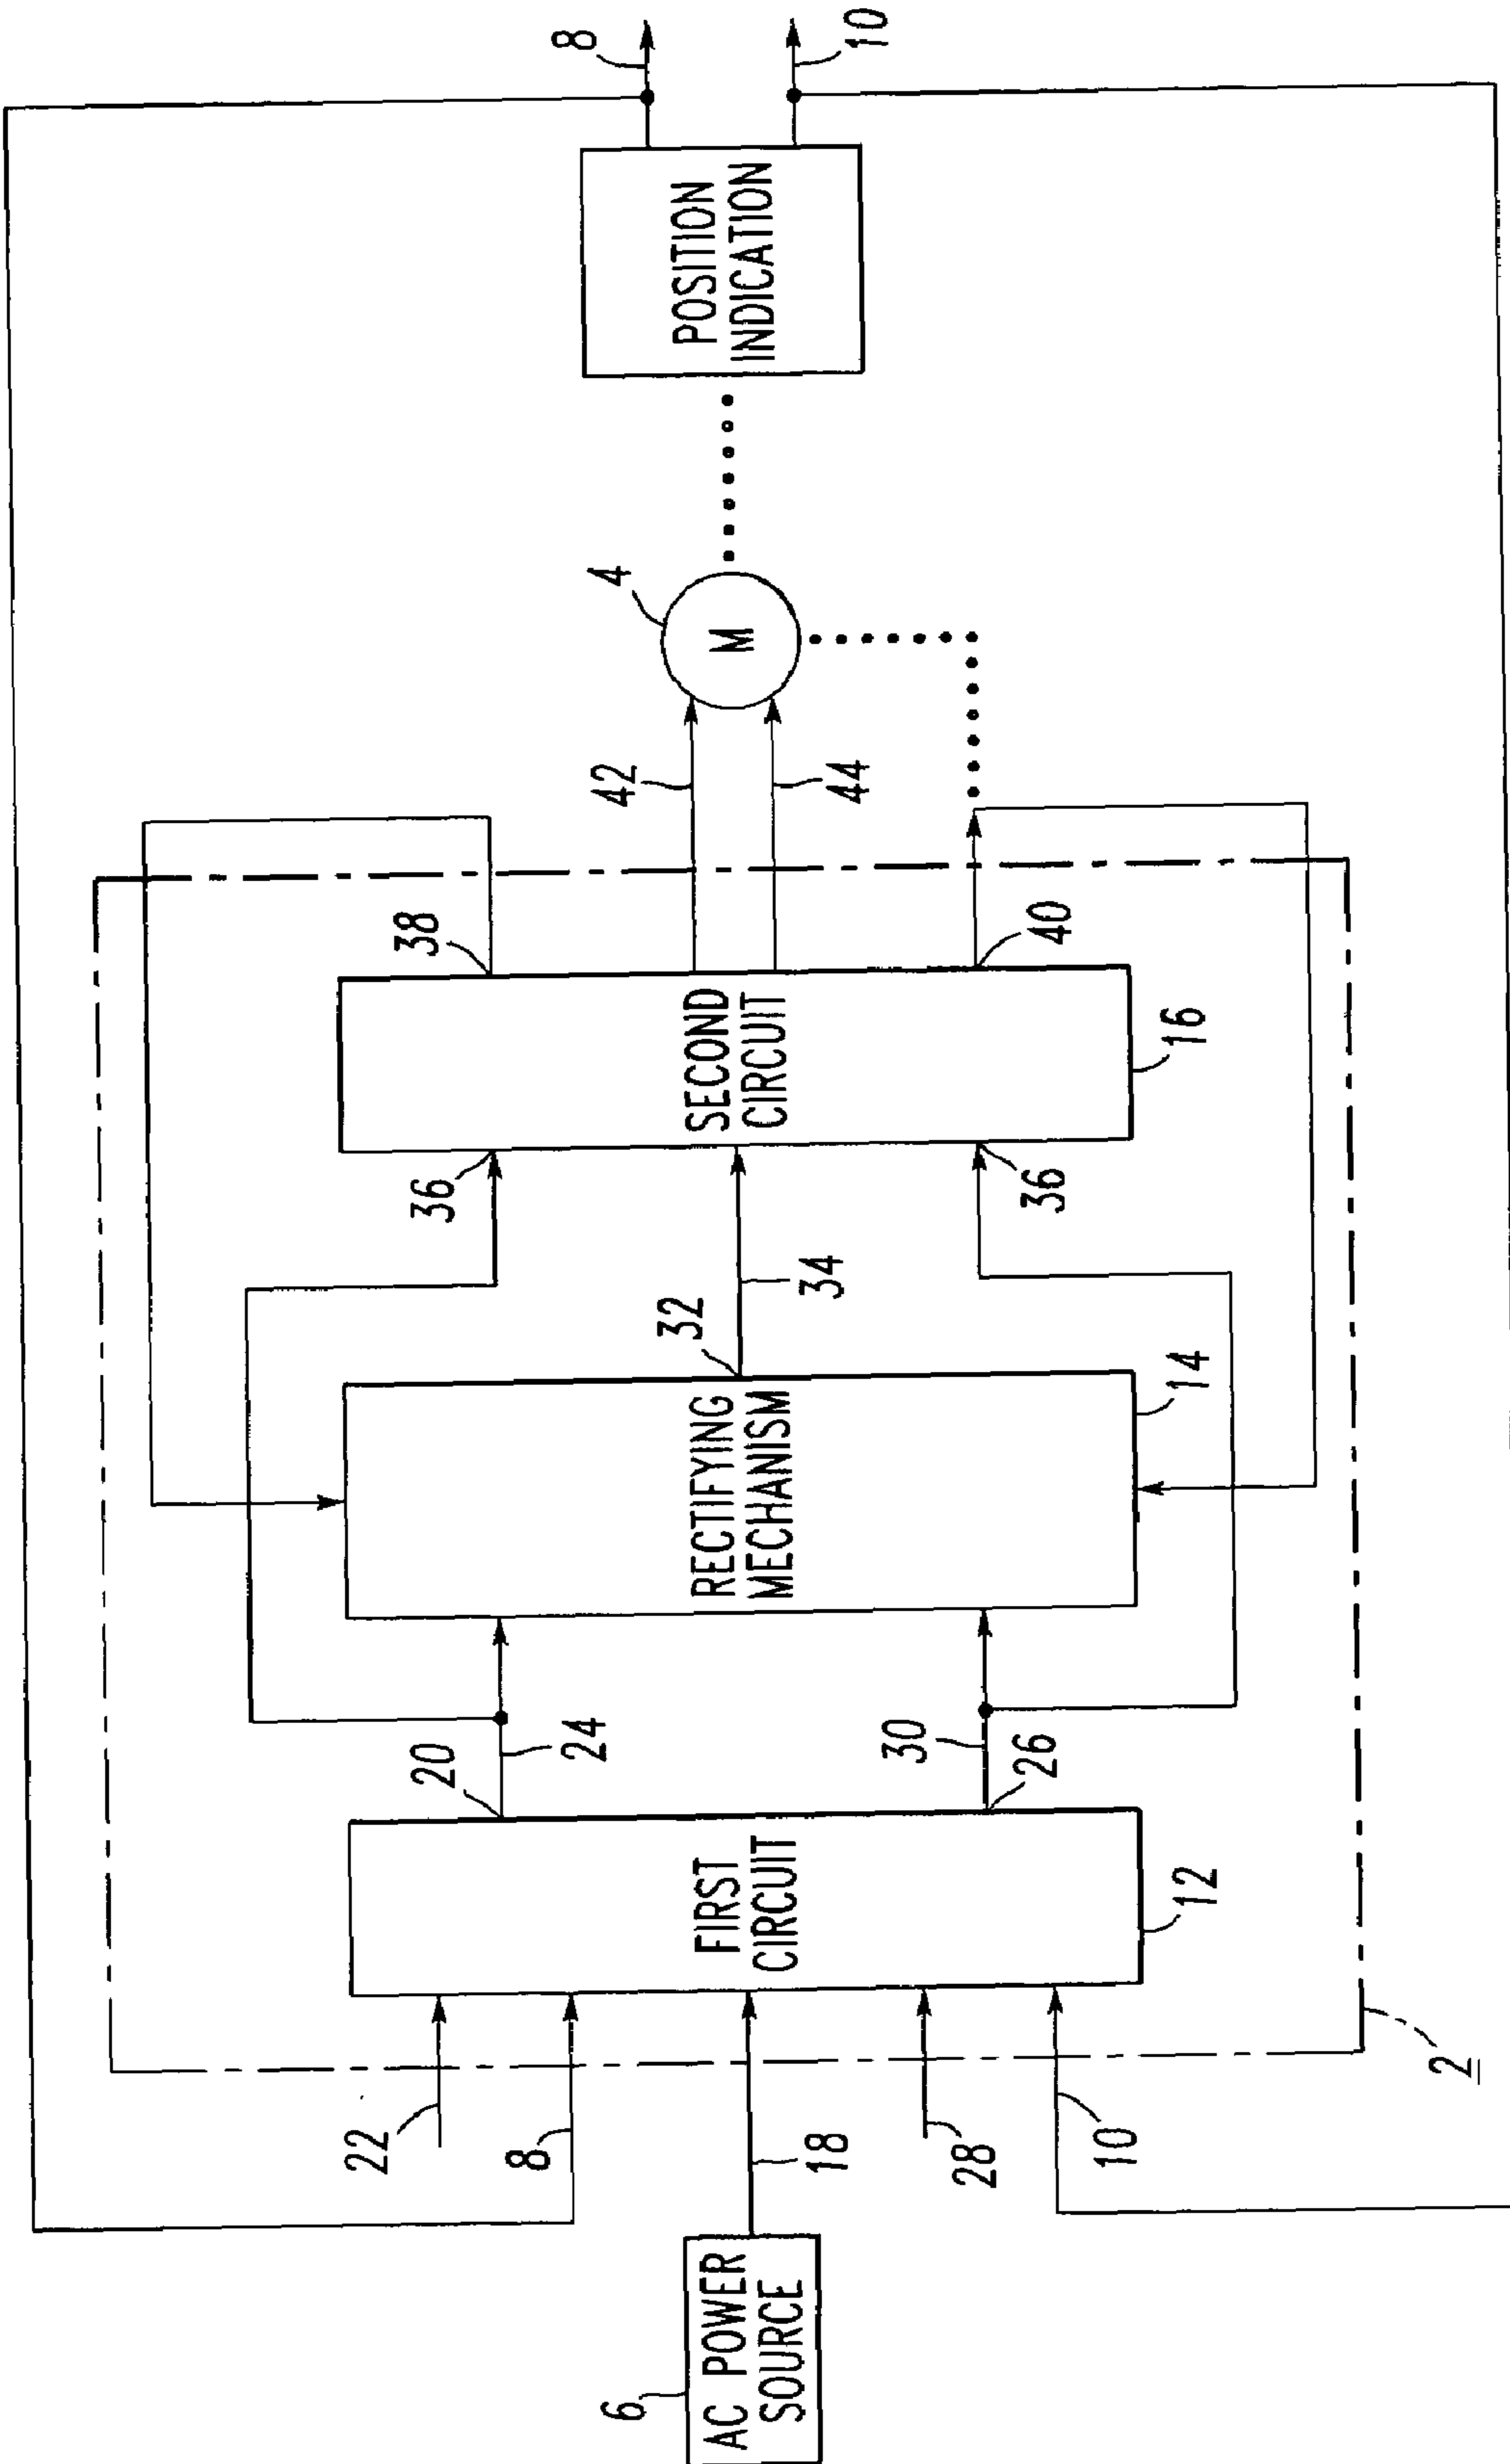 8
10
POSITION
INDICATION
4
M
42
44
38
40
SECOND
CIRCUIT
16
36
36
34
32
RECTIFYING
MECHANISM
14
20
24
30
26
FIRST
CIRCUIT
12
22
8
18
28
10
2
6
AC POWER
SOURCE